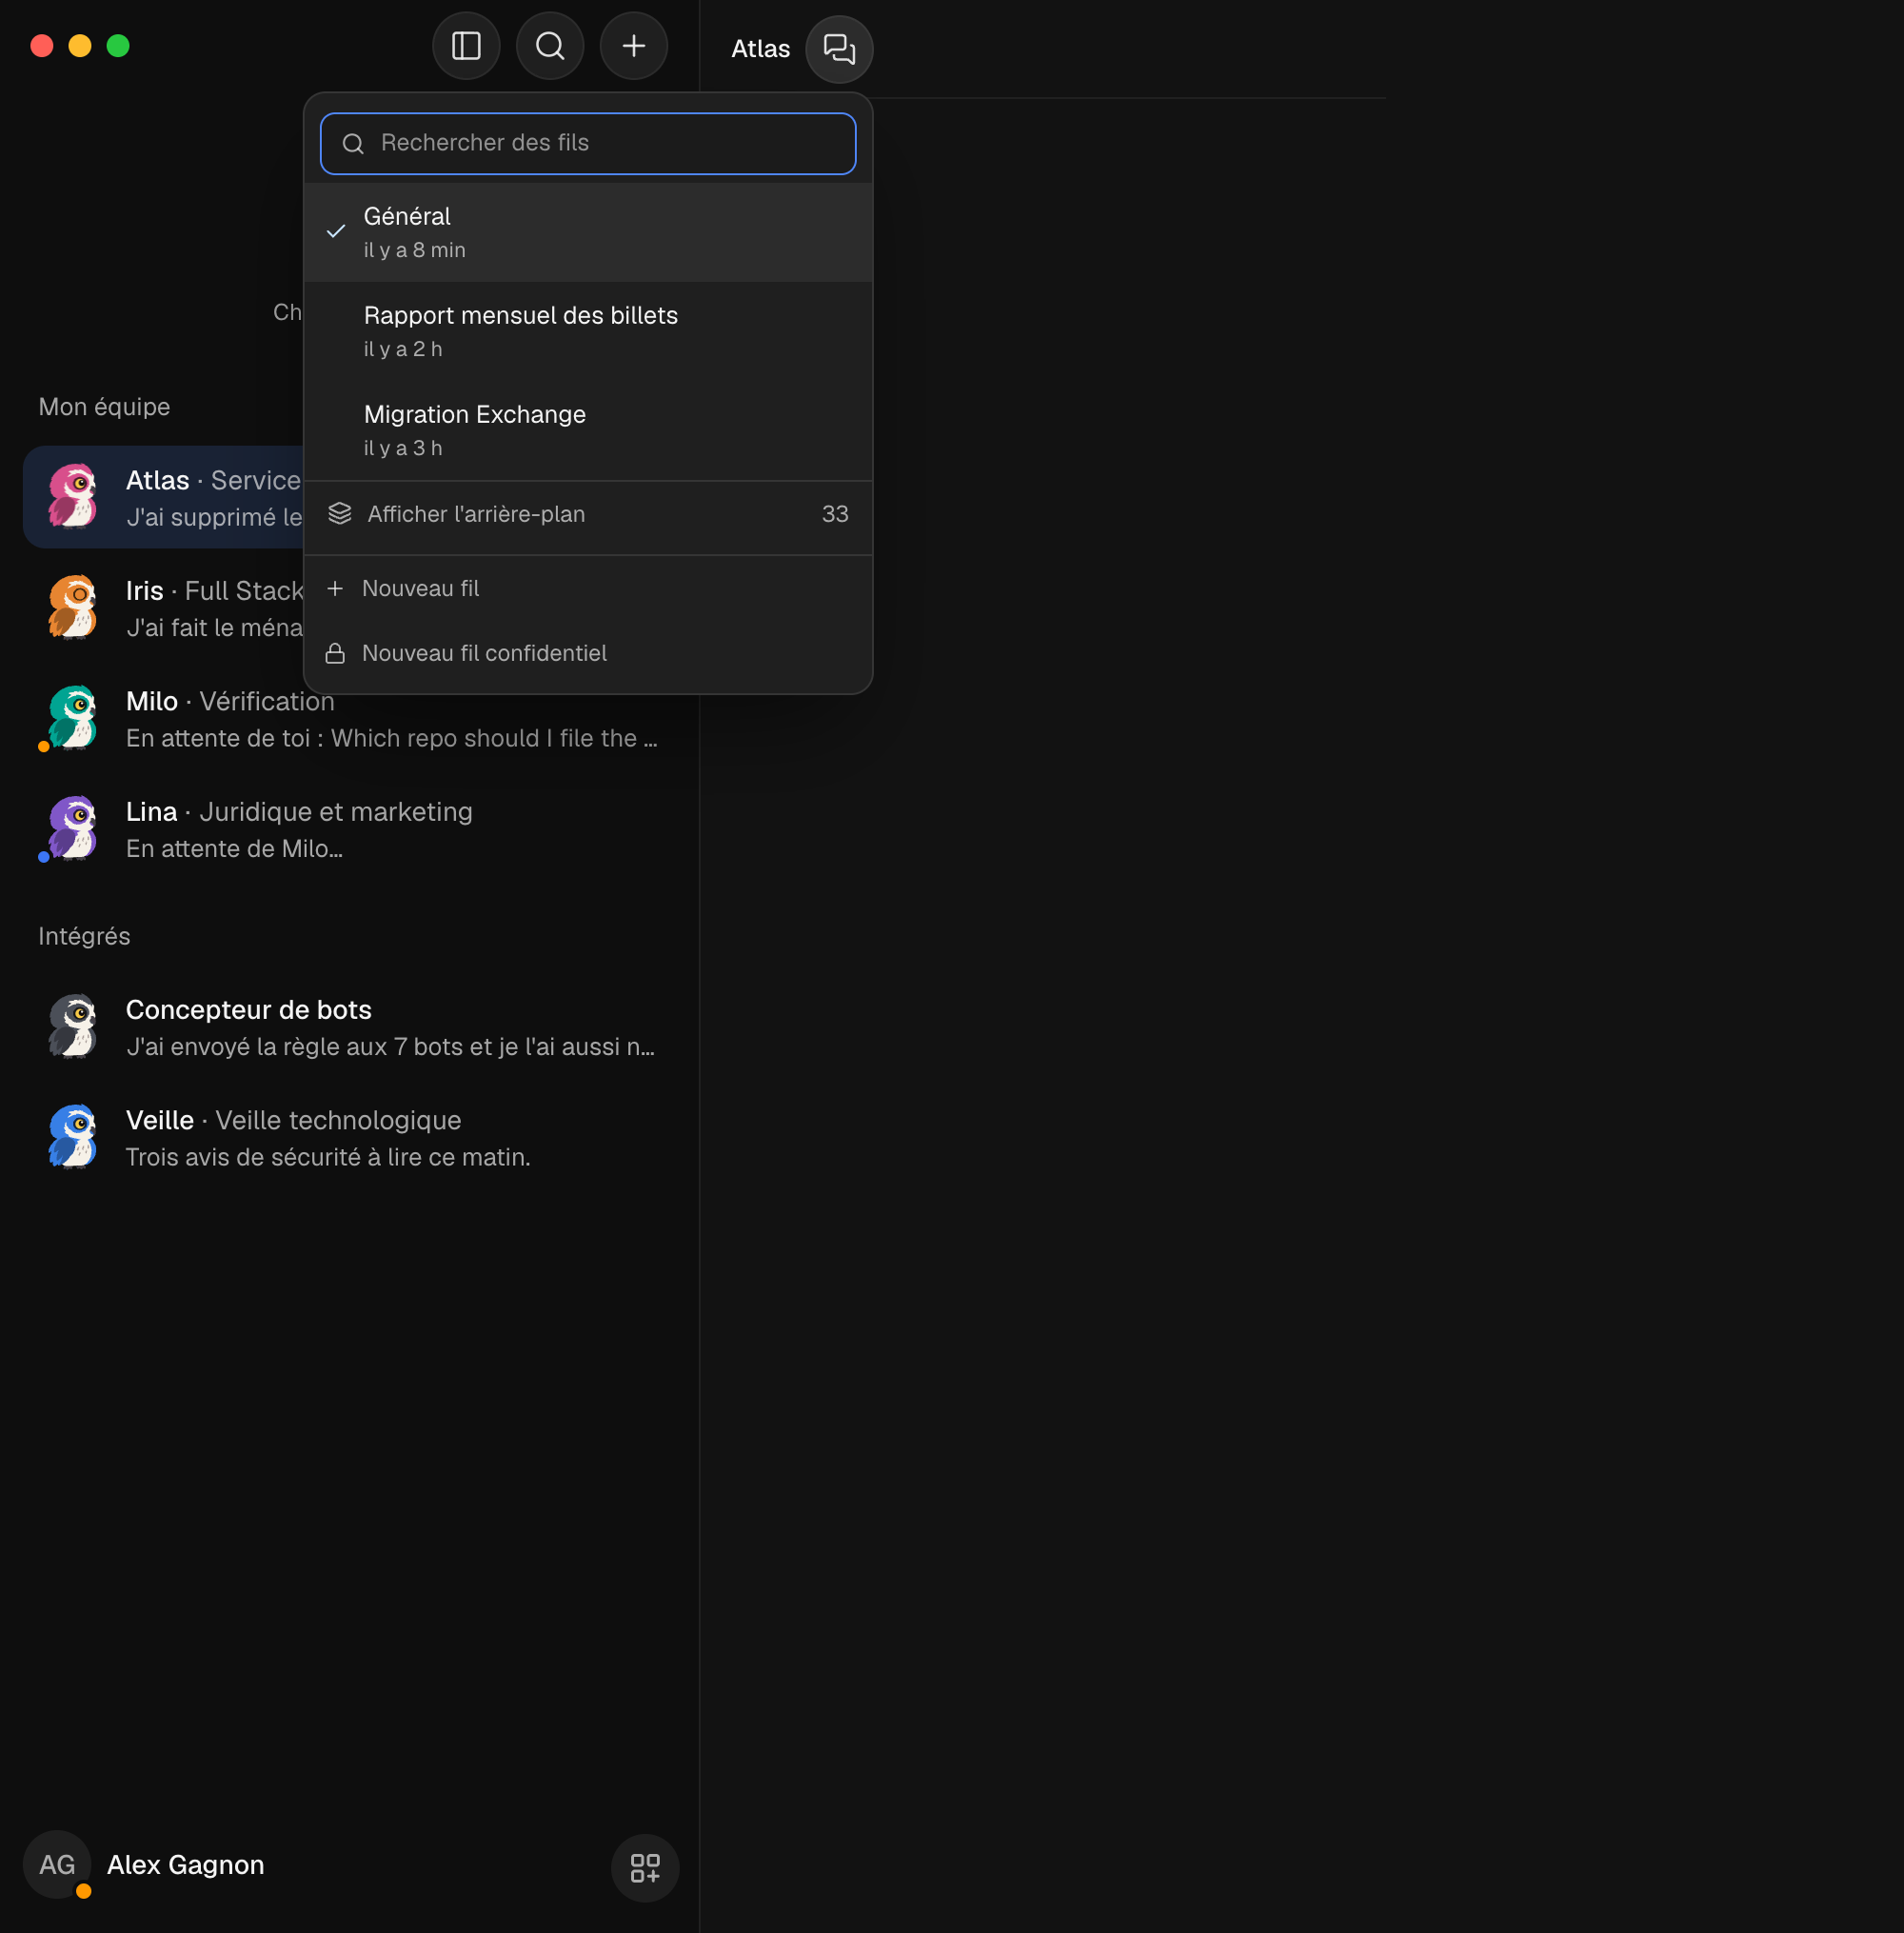 Atlas
Rechercher des fils
Général
il y a 8 min
Rapport mensuel des billets
il y a 2 h
Migration Exchange
il y a 3 h
Afficher l'arrière-plan 33
Nouveau fil
Nouveau fil confidentiel
Ch
Mon équipe
Atlas · Service
J'ai supprimé le
Iris · Full Stack
J'ai fait le ména
Milo · Vérification
En attente de toi : Which repo should I file the ...
Lina · Juridique et marketing
En attente de Milo...
Intégrés
Concepteur de bots
J'ai envoyé la règle aux 7 bots et je l'ai aussi n...
Veille · Veille technologique
Trois avis de sécurité à lire ce matin.
AG Alex Gagnon